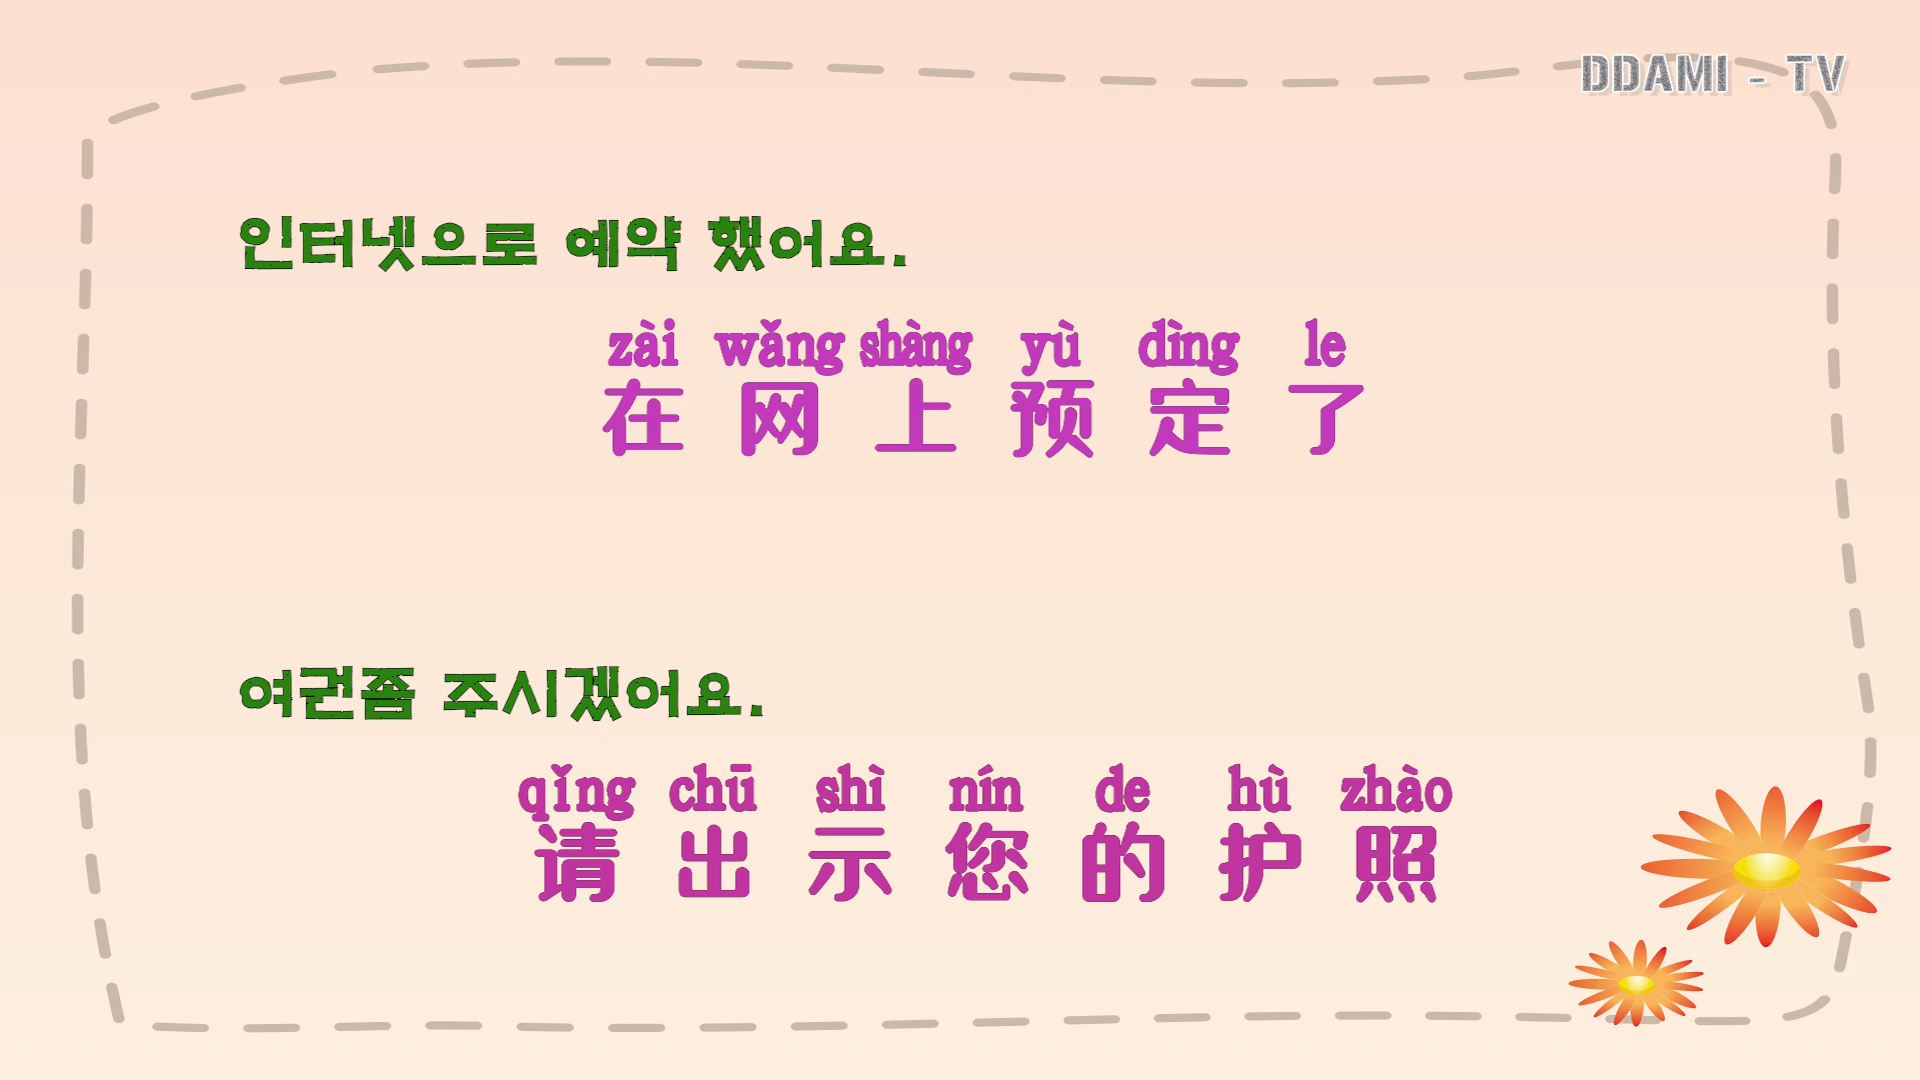 DDAMI - TV
인터넷으로 예약 했어요.
zài wǎng shàng yù dìng le
在 网 上 预 定 了
여권좀 주시겠어요.
qǐng chū shì nín de hù zhào
请 出 示 您 的 护 照